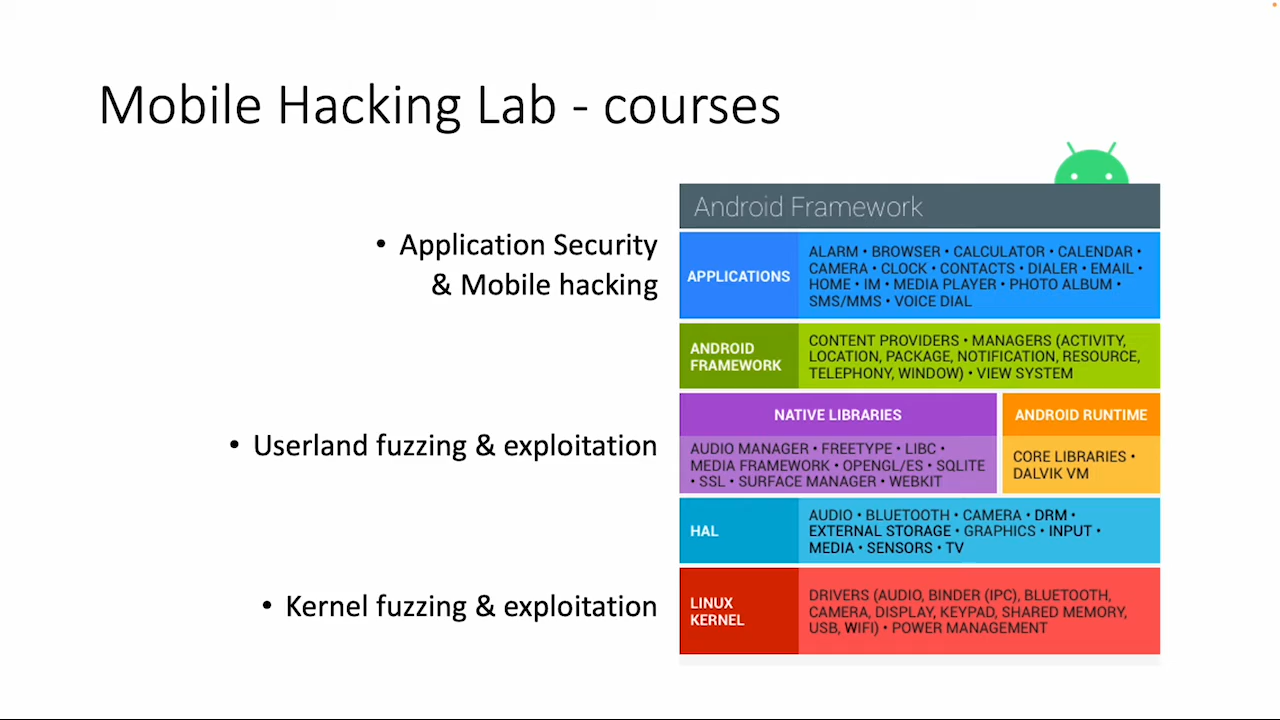 Mobile Hacking Lab - courses
• Application Security
& Mobile hacking
• Userland fuzzing & exploitation
• Kernel fuzzing & exploitation
Android Framework
APPLICATIONS
ALARM • BROWSER • CALCULATOR • CALENDAR •
CAMERA • CLOCK • CONTACTS • DIALER • EMAIL •
HOME • IM • MEDIA PLAYER • PHOTO ALBUM •
SMS/MMS • VOICE DIAL
ANDROID
FRAMEWORK
CONTENT PROVIDERS • MANAGERS (ACTIVITY,
LOCATION, PACKAGE, NOTIFICATION, RESOURCE,
TELEPHONY, WINDOW) • VIEW SYSTEM
NATIVE LIBRARIES
AUDIO MANAGER • FREETYPE • LIBC •
MEDIA FRAMEWORK • OPENGL/ES • SQLITE
• SSL • SURFACE MANAGER • WEBKIT
ANDROID RUNTIME
CORE LIBRARIES •
DALVIK VM
HAL
AUDIO • BLUETOOTH • CAMERA • DRM •
EXTERNAL STORAGE • GRAPHICS • INPUT •
MEDIA • SENSORS • TV
LINUX
KERNEL
DRIVERS (AUDIO, BINDER (IPC), BLUETOOTH,
CAMERA, DISPLAY, KEYPAD, SHARED MEMORY,
USB, WIFI) • POWER MANAGEMENT